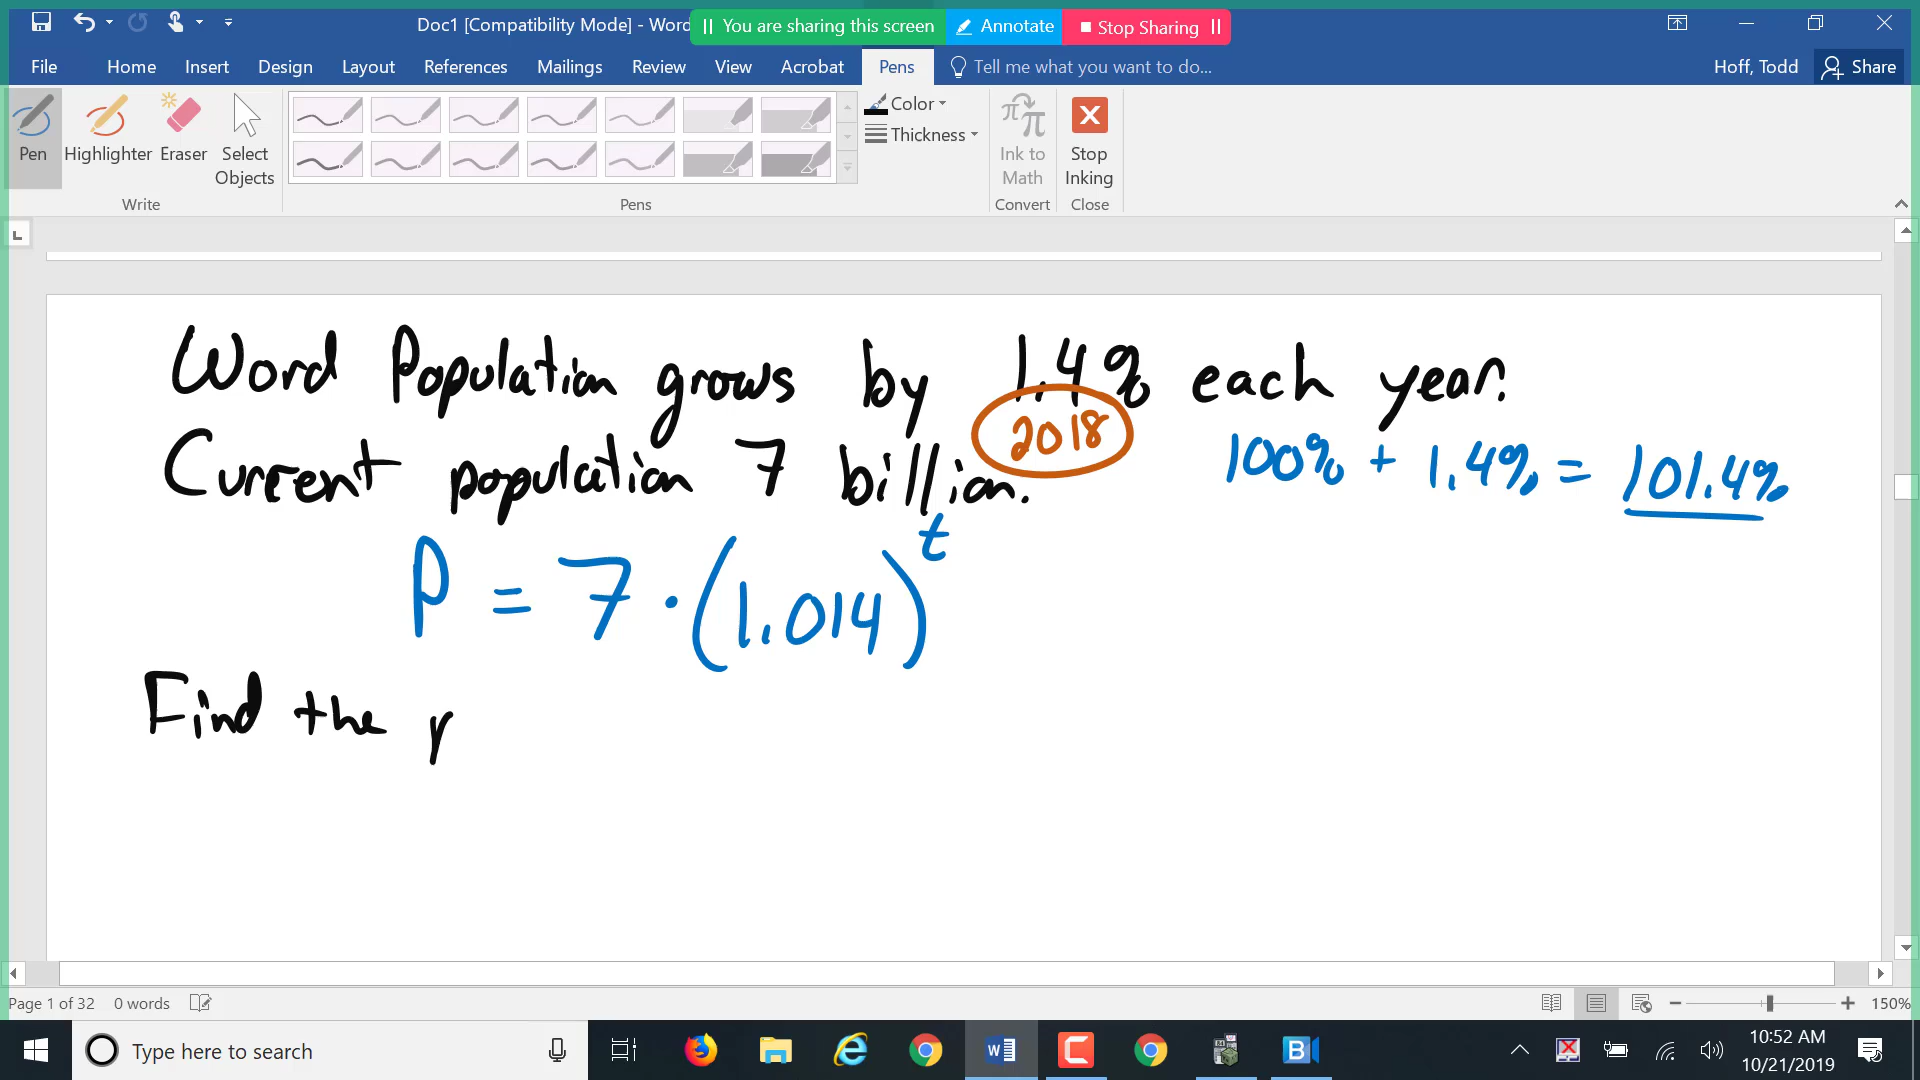 Doc1 [Compatibility Mode] - Word
You are sharing this screen
Annotate
Stop Sharing
File Home Insert Design Layout References Mailings Review View Acrobat Pens Tell me what you want to do... Hoff, Todd Share
Pen Highlighter Eraser Select Objects
Color
Thickness
Ink to Math
Stop Inking
Write Pens Convert Close
Word Population grows by 1.4% each year.
2018
Current population 7 billion.
100% + 1.4% = 101.4%
P = 7 · (1.014)^t
Find the
Page 1 of 32 0 words 150%
Type here to search
10:52 AM
10/21/2019